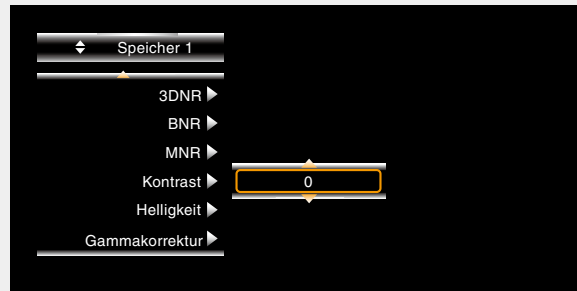 Speicher 1
3DNR
BNR
MNR
Kontrast
0
Helligkeit
Gammakorrektur